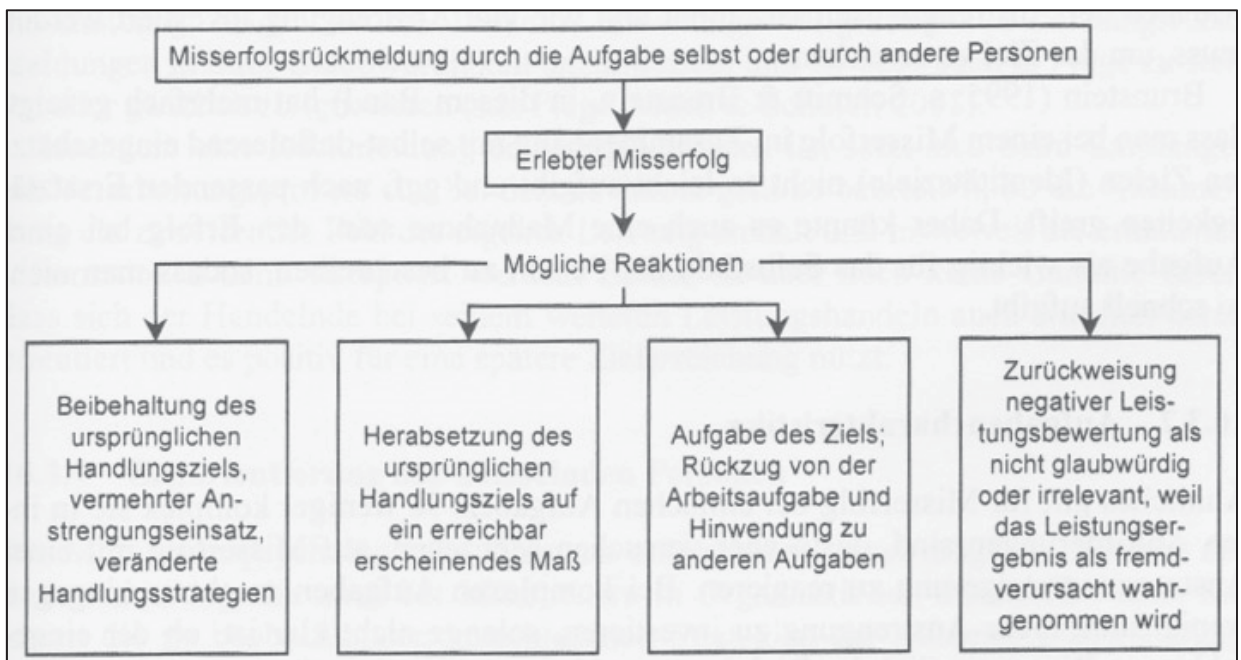 Misserfolgsrückmeldung durch die Aufgabe selbst oder durch andere Personen
Erlebter Misserfolg
Mögliche Reaktionen
Beibehaltung des
ursprünglichen
Handlungsziels,
vermehrter An-
strengungseinsatz,
veränderte
Handlungsstrategien
Herabsetzung des
ursprünglichen
Handlungsziels auf
ein erreichbar
erscheinendes Maß
Aufgabe des Ziels;
Rückzug von der
Arbeitsaufgabe und
Hinwendung zu
anderen Aufgaben
Zurückweisung
negativer Leis-
tungsbewertung als
nicht glaubwürdig
oder irrelevant, weil
das Leistungser-
gebnis als fremd-
verursacht wahr-
genommen wird